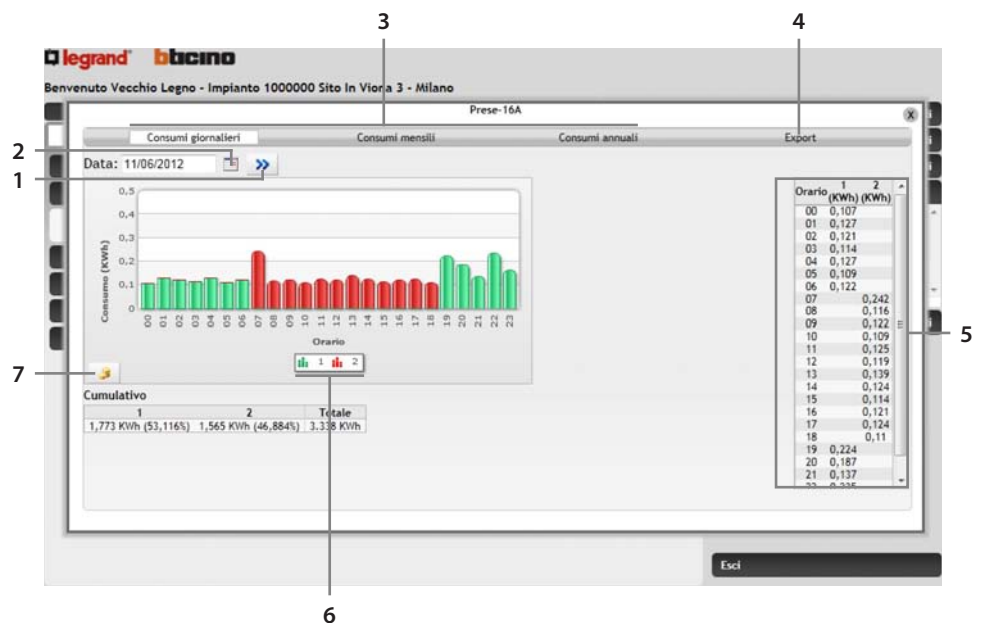 3 4
legrand bticino
Benvenuto Vecchio Legno - Impianto 1000000 Sito In Via 3 - Milano
Prese-16A
X
Consumi giornalieri Consumi mensili Consumi annuali Export
2
Data: 11/06/2012
1
Orario 1 (KWh) 2 (KWh)
00 0,107
01 0,127
02 0,121
03 0,114
04 0,127
05 0,109
06 0,122
07 0,242
08 0,116
09 0,122
10 0,109
11 0,125
12 0,119
13 0,139
14 0,124
15 0,114
16 0,121
17 0,124
18 0,11
19 0,224
20 0,187
21 0,137
5
Consumo (KWh)
0,5
0,4
0,3
0,2
0,1
0
00 01 02 03 04 05 06 07 08 09 10 11 12 13 14 15 16 17 18 19 20 21 22 23
Orario
1 2
7
Cumulativo
1 2 Totale
1,773 KWh (53,116%) 1,565 KWh (46,884%) 3.338 KWh
Esci
6